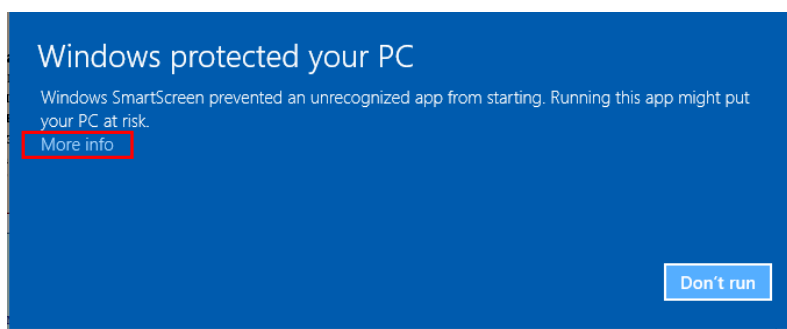 Windows protected your PC
Windows SmartScreen prevented an unrecognized app from starting. Running this app might put
your PC at risk.
More info
Don't run